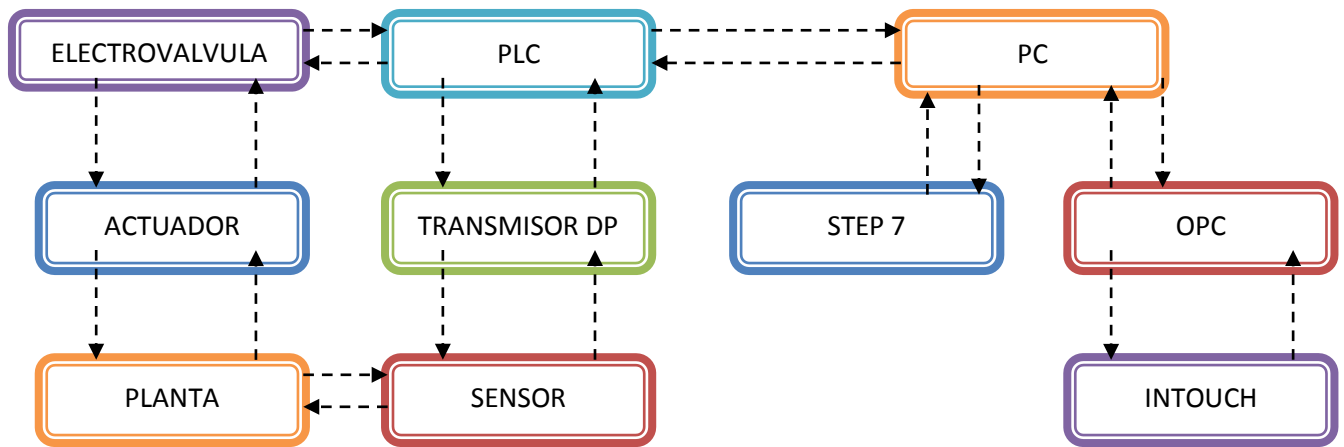 ELECTROVALVULA
PLC
PC
ACTUADOR
TRANSMISOR DP
STEP 7
OPC
PLANTA
SENSOR
INTOUCH